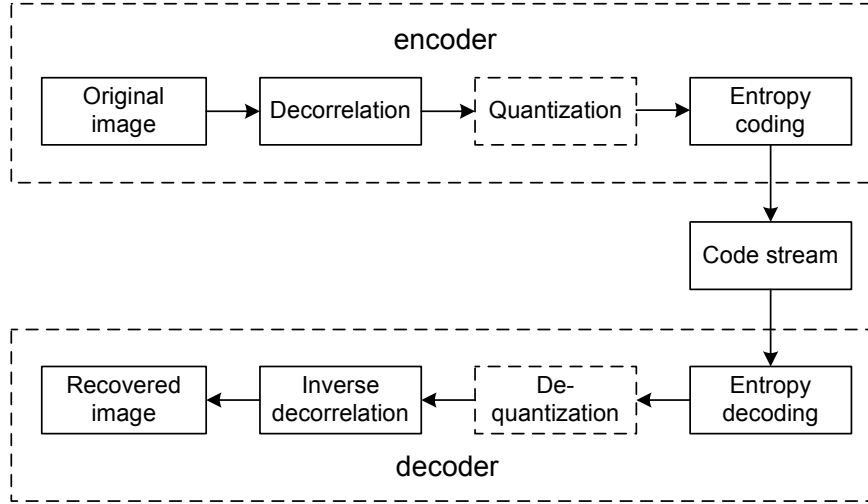 encoder
Original
image
Decorrelation
Quantization
Entropy
coding
Code stream
Recovered
image
Inverse
decorrelation
De-
quantization
Entropy
decoding
decoder